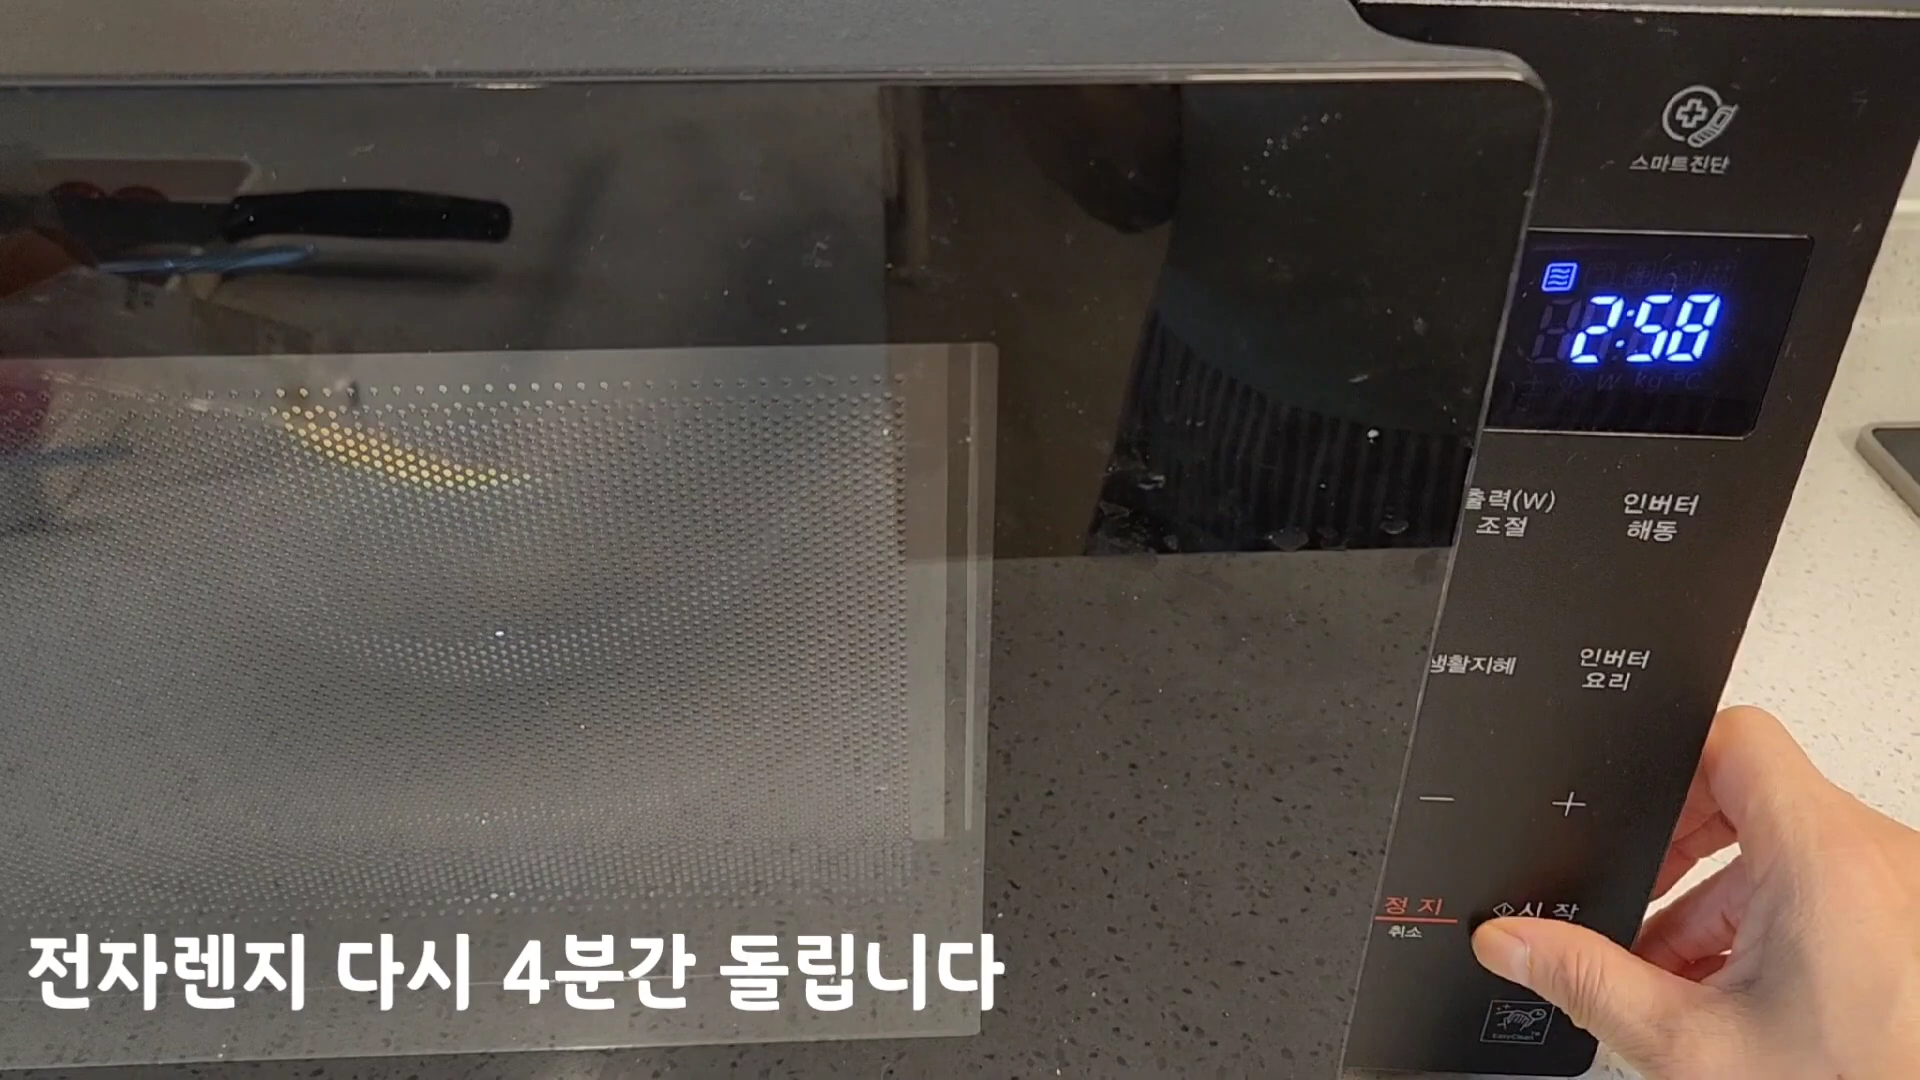 스마트진단
2:58
W kg °C
출력(W)
조절
인버터
해동
생활지혜
인버터
요리
정지
시작
취소
EasyClean
전자렌지 다시 4분간 돌립니다